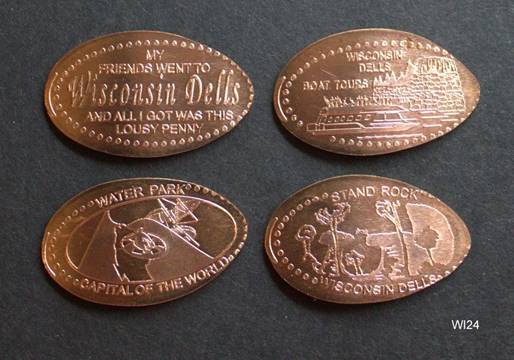 MY
FRIENDS WENT TO
Wisconsin Dells
AND ALL I GOT WAS THIS
LOUSY PENNY
WISCONSIN
DELLS
BOAT TOURS
WATER PARK
CAPITAL OF THE WORLD
STAND ROCK
WISCONSIN DELLS
WI24